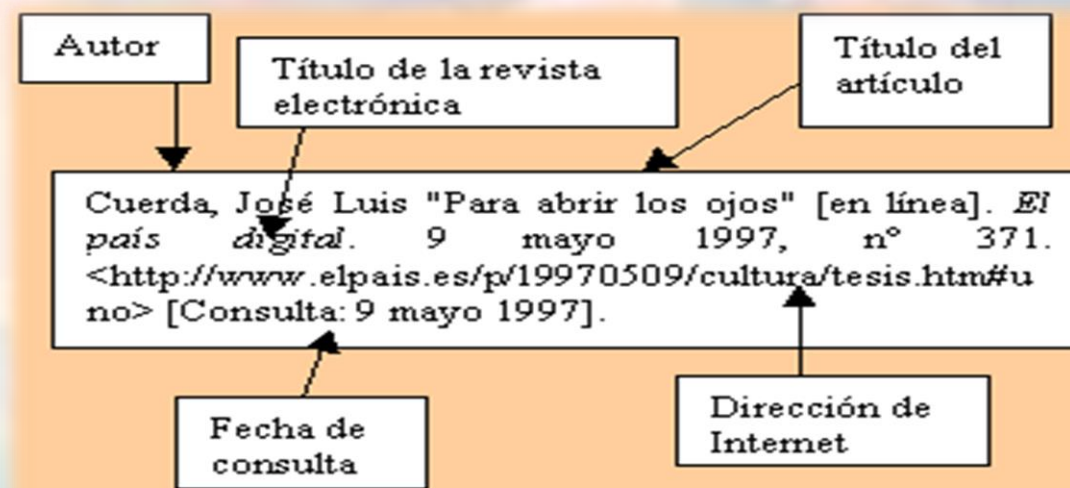 Autor
Título de la revista
electrónica
Título del
artículo
Cuerda, José Luis "Para abrir los ojos" [en línea]. El
país digital. 9 mayo 1997, nº 371.
<http://www.elpais.es/p/19970509/cultura/tesis.htm#u
no> [Consulta: 9 mayo 1997].
Fecha de
consulta
Dirección de
Internet